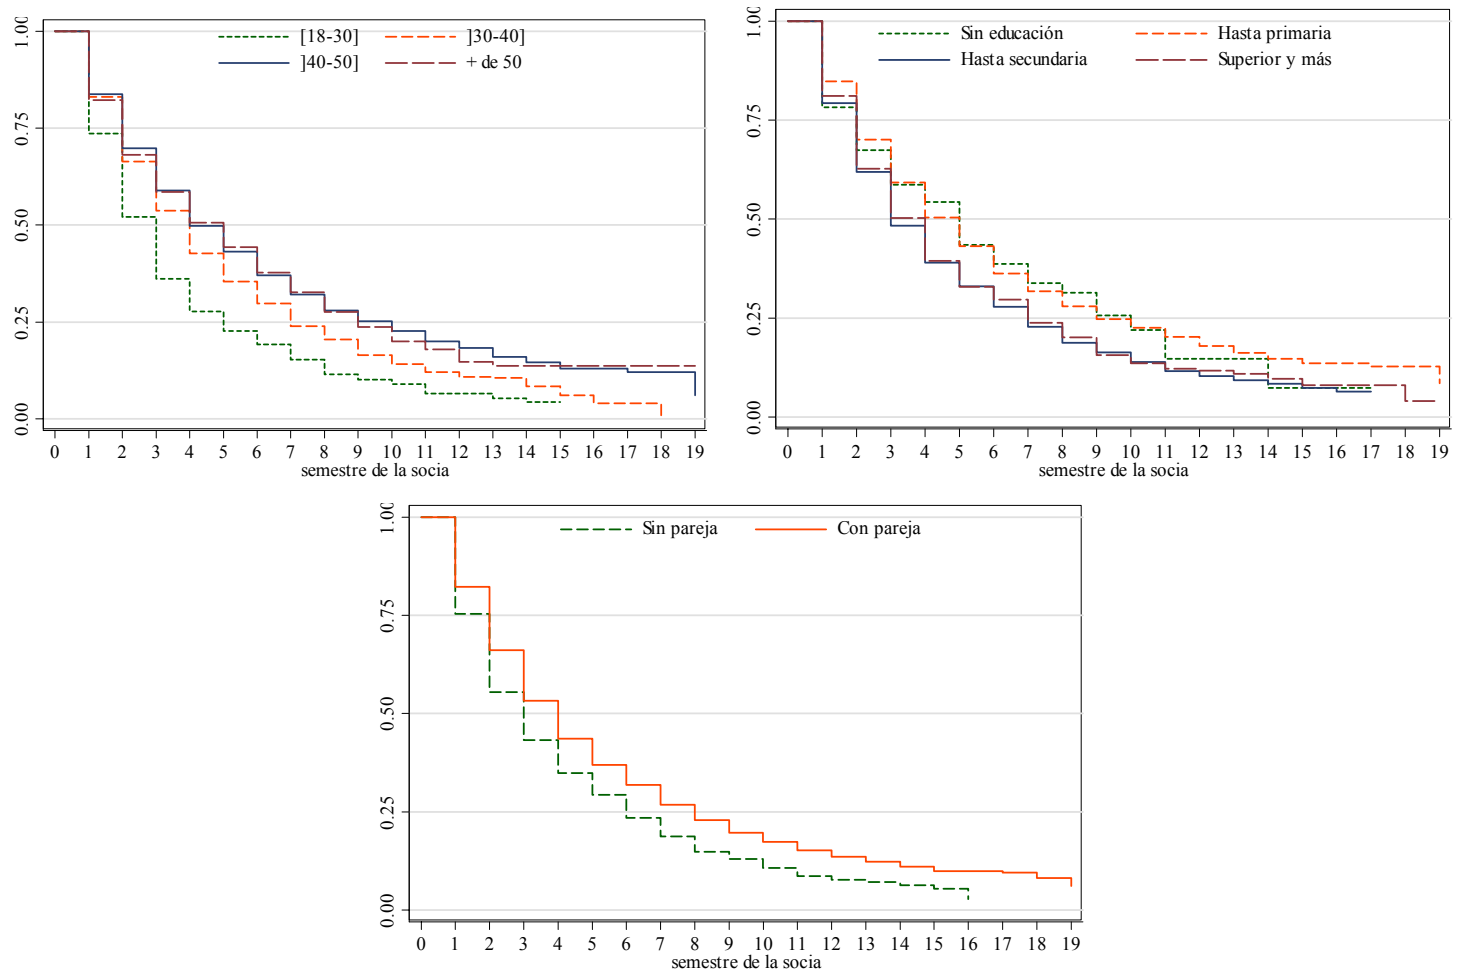 [18-30] ]30-40]
]40-50] + de 50
1.00
0.75
0.50
0.25
0.00
0 1 2 3 4 5 6 7 8 9 10 11 12 13 14 15 16 17 18 19
semestre de la socia
Sin educación Hasta primaria
Hasta secundaria Superior y más
1.00
0.75
0.50
0.25
0.00
0 1 2 3 4 5 6 7 8 9 10 11 12 13 14 15 16 17 18 19
semestre de la socia
Sin pareja Con pareja
1.00
0.75
0.50
0.25
0.00
0 1 2 3 4 5 6 7 8 9 10 11 12 13 14 15 16 17 18 19
semestre de la socia